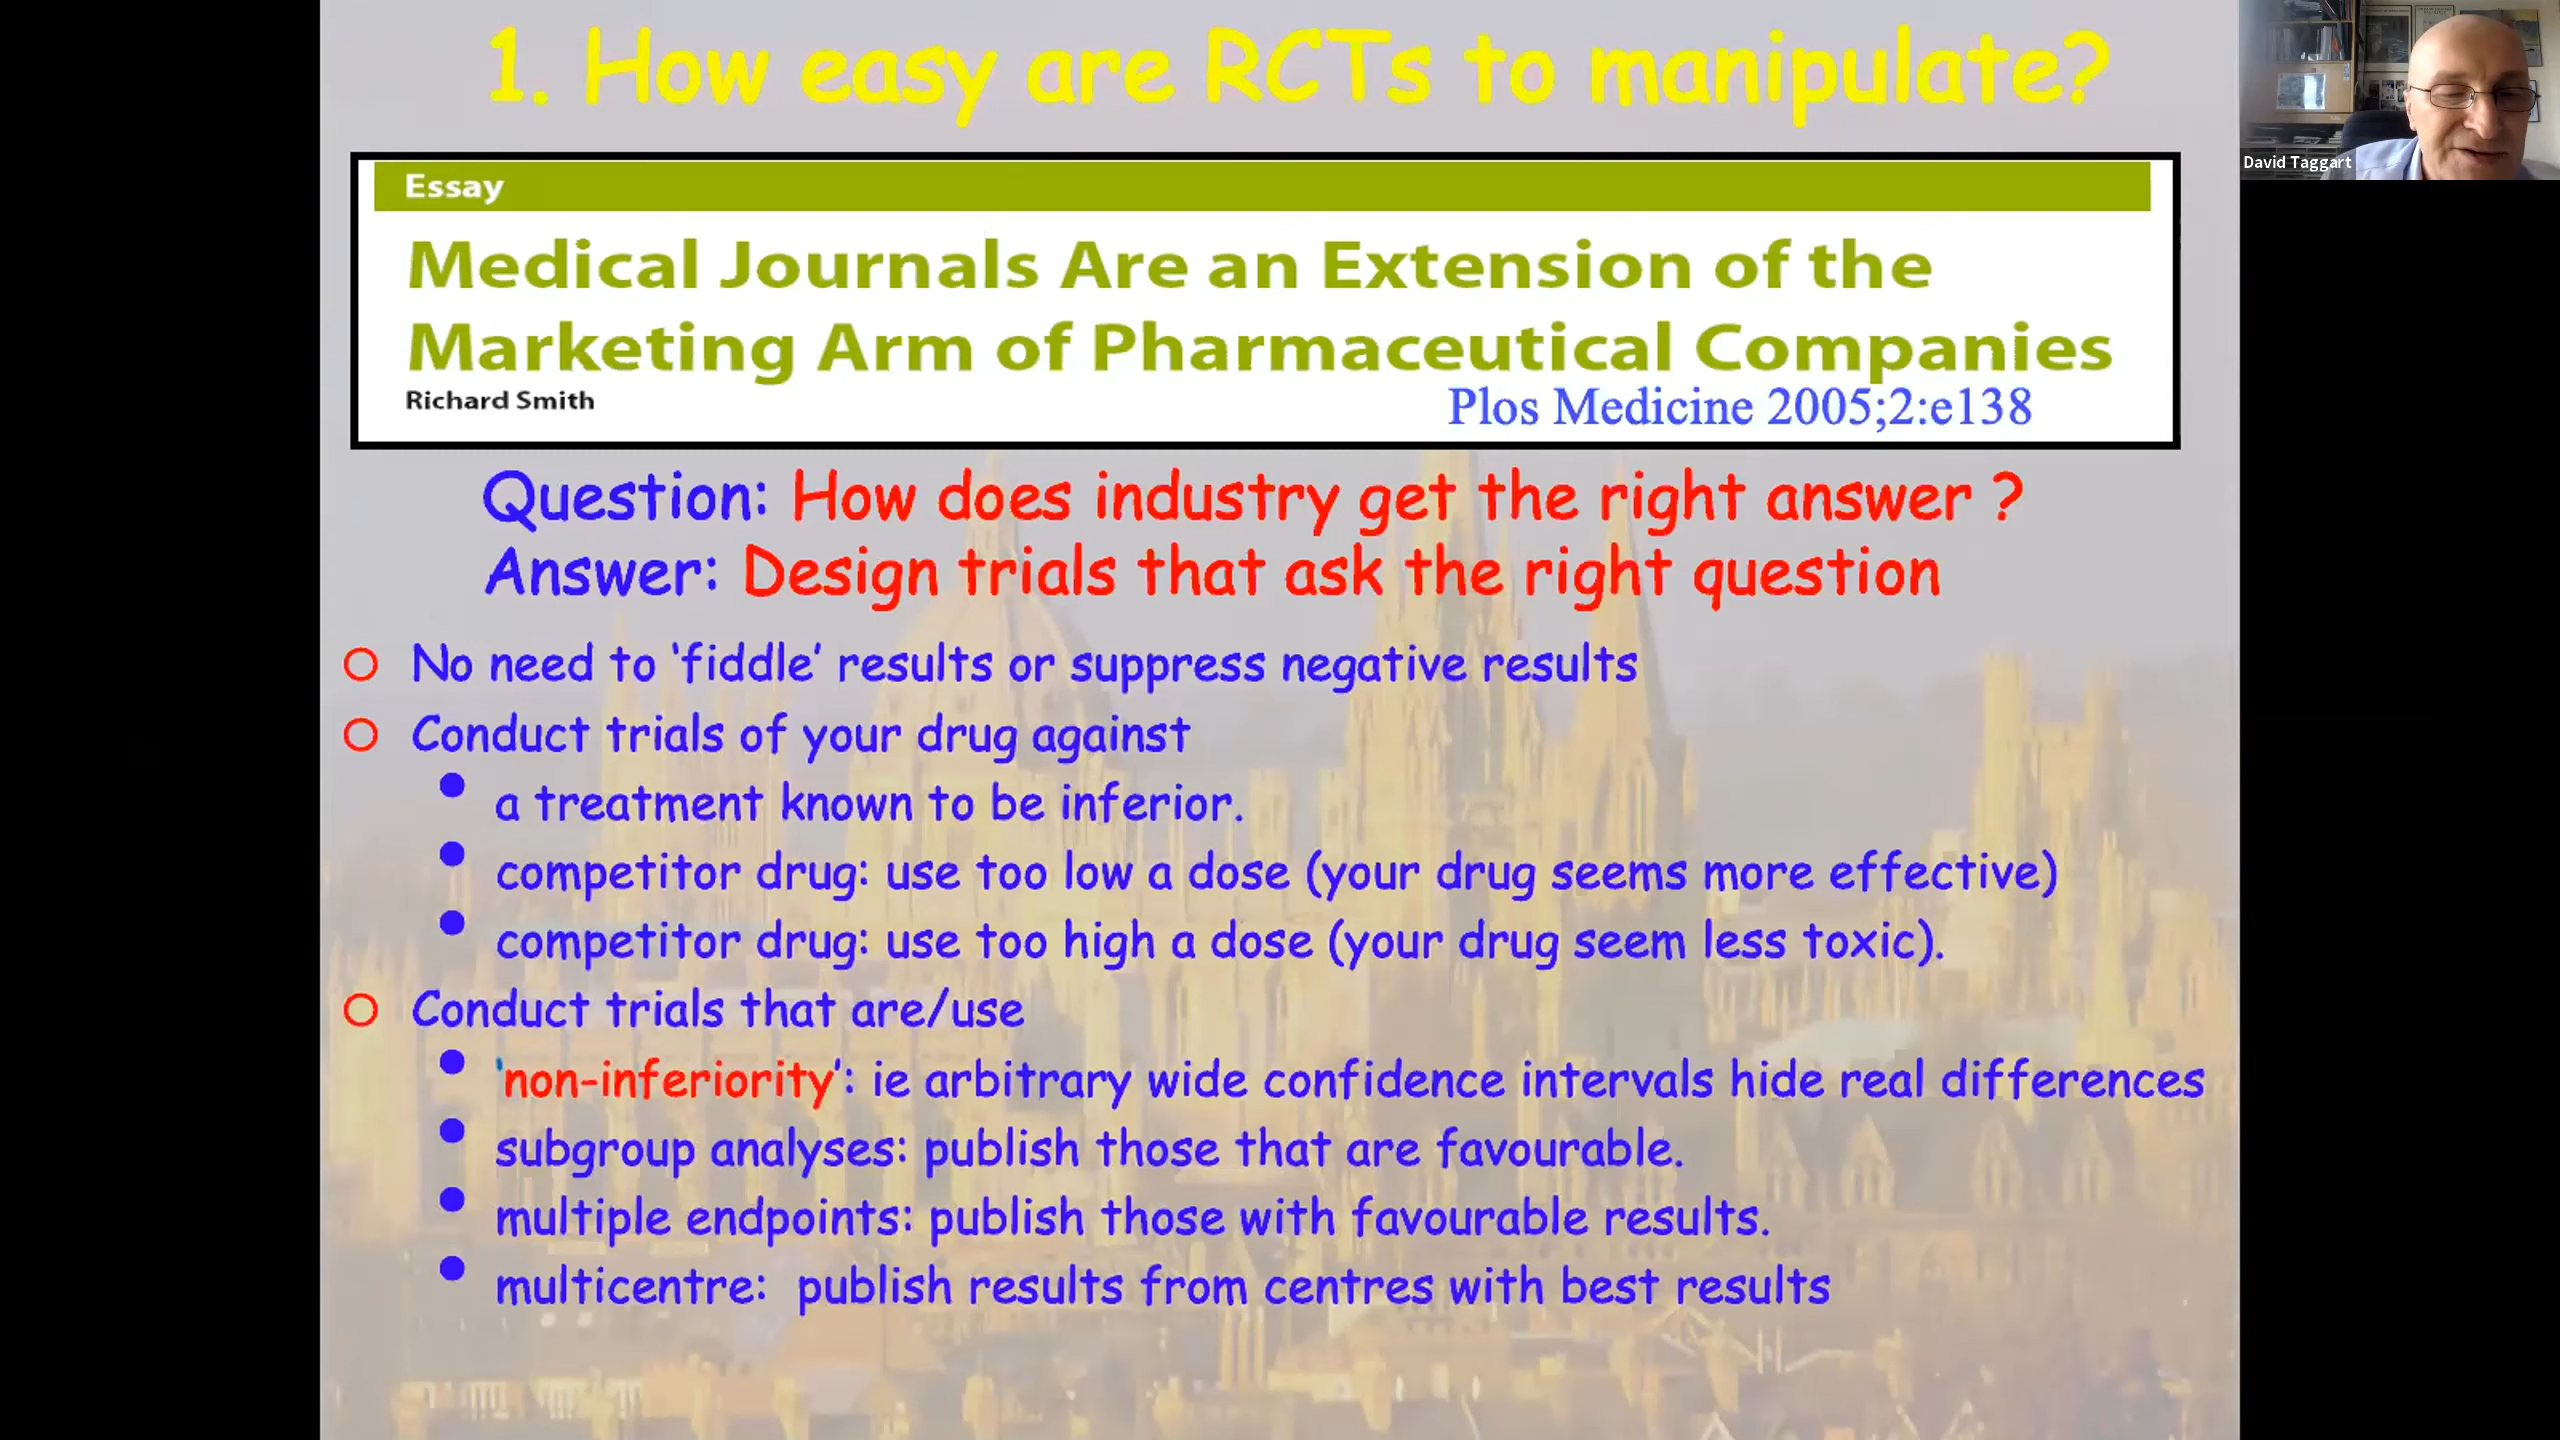 1. How easy are RCTs to manipulate?
David Taggart
Essay
Medical Journals Are an Extension of the
Marketing Arm of Pharmaceutical Companies
Richard Smith
Plos Medicine 2005;2:e138
Question: How does industry get the right answer ?
Answer: Design trials that ask the right question
No need to ‘fiddle’ results or suppress negative results
Conduct trials of your drug against
a treatment known to be inferior.
competitor drug: use too low a dose (your drug seems more effective)
competitor drug: use too high a dose (your drug seem less toxic).
Conduct trials that are/use
‘non-inferiority’: ie arbitrary wide confidence intervals hide real differences
subgroup analyses: publish those that are favourable.
multiple endpoints: publish those with favourable results.
multicentre: publish results from centres with best results